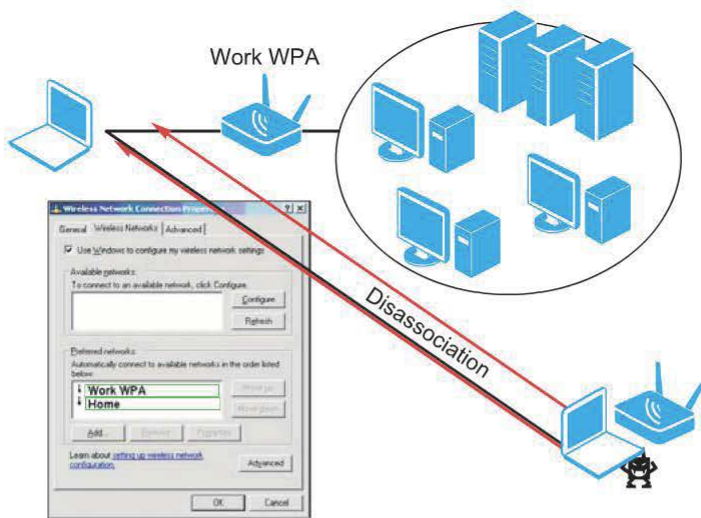 Work WPA
Wireless Network Connection Properties ? X
General Wireless Networks Advanced
Use Windows to configure my wireless network settings
Available networks:
To connect to an available network, click Configure.
Configure
Refresh
Preferred networks:
Automatically connect to available networks in the order listed
below:
Work WPA
Home
Move up
Move down
Add... Remove Properties
Learn about setting up wireless network
configuration.
Advanced
OK Cancel
Disassociation